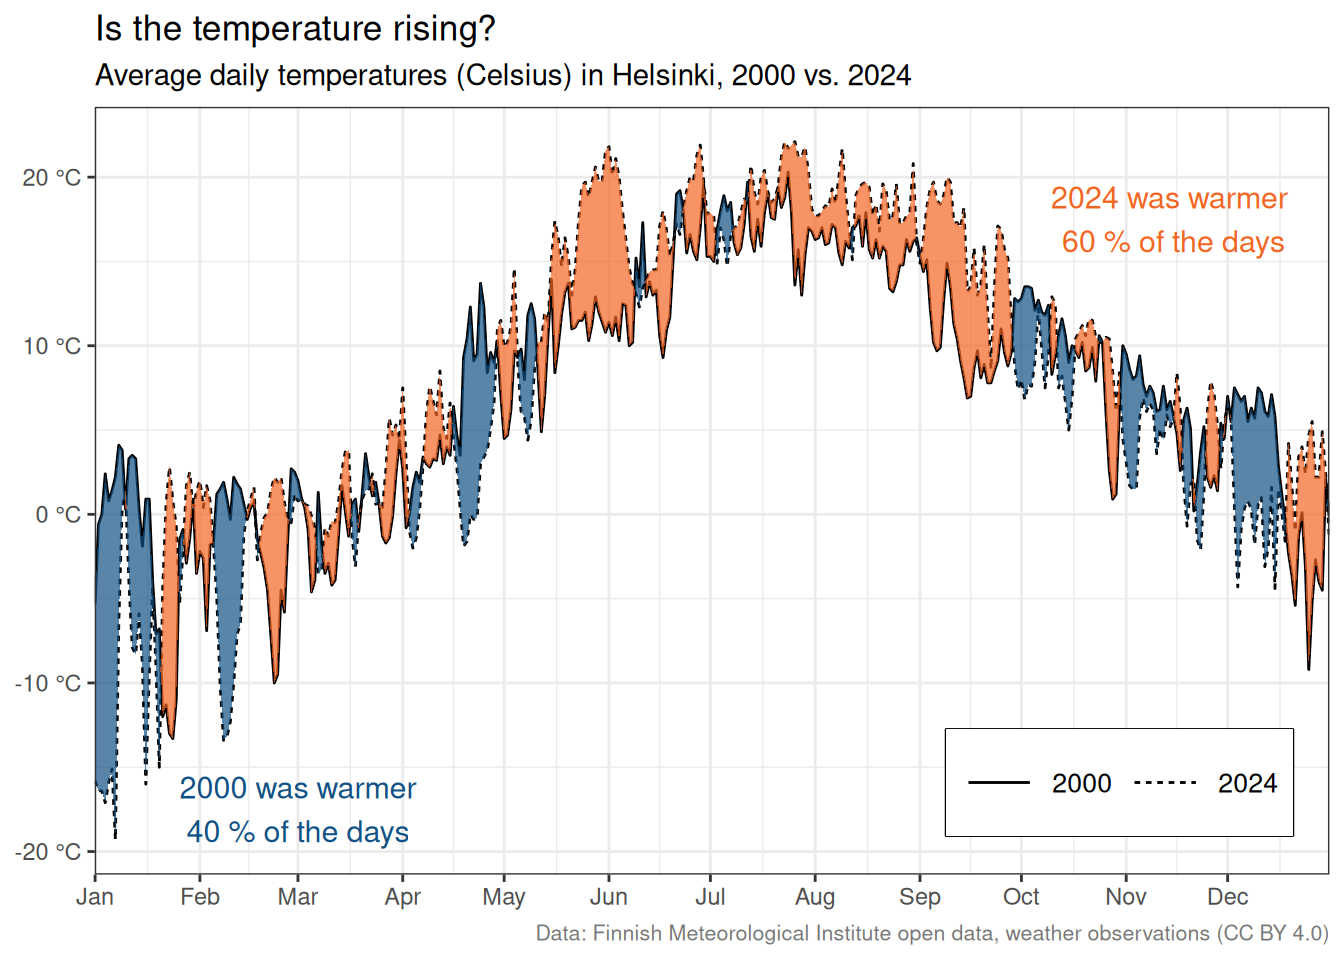 Is the temperature rising?
Average daily temperatures (Celsius) in Helsinki, 2000 vs. 2024
20 °C
10 °C
0 °C
-10 °C
-20 °C
2024 was warmer
60 % of the days
2000 was warmer
40 % of the days
2000 2024
Jan Feb Mar Apr May Jun Jul Aug Sep Oct Nov Dec
Data: Finnish Meteorological Institute open data, weather observations (CC BY 4.0)